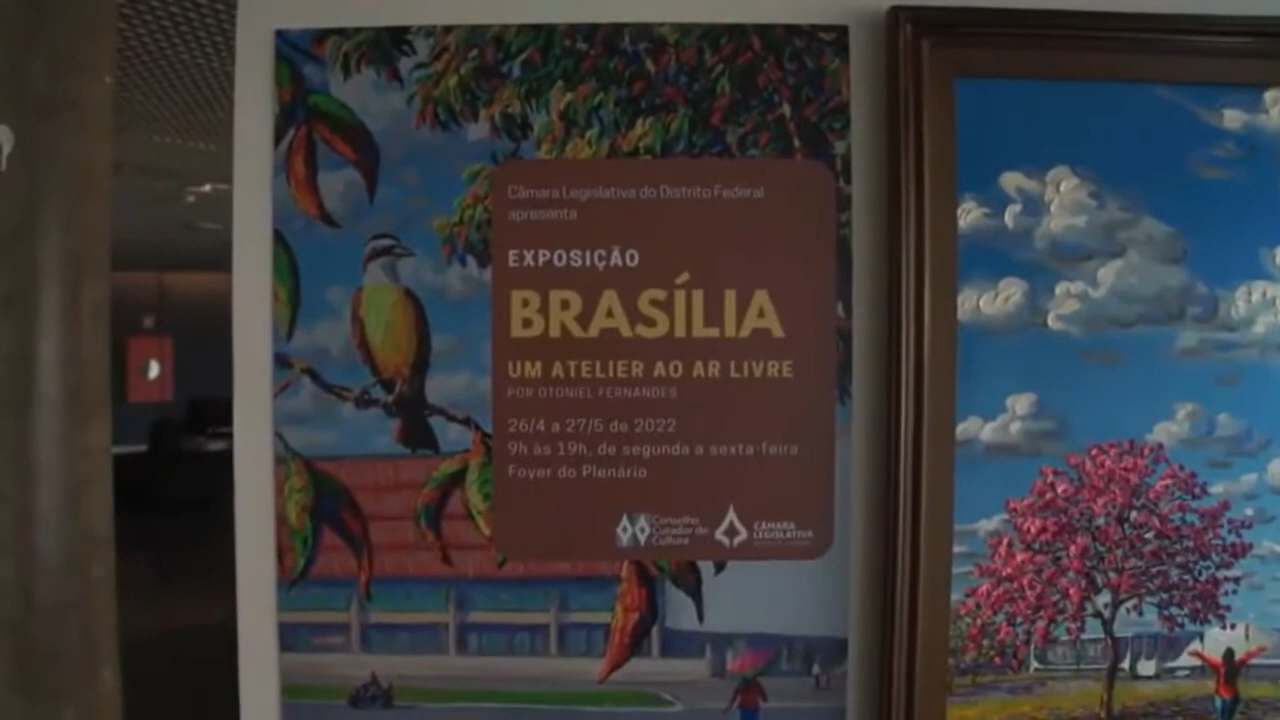 Câmara Legislativa do Distrito Federal
apresenta
EXPOSIÇÃO
BRASÍLIA
UM ATELIER AO AR LIVRE
POR OTONIEL FERNANDES
26/4 a 27/5 de 2022
9h às 19h, de segunda a sexta-feira
Foyer do Plenário
Conselho
Curador de
Cultura
CÂMARA
LEGISLATIVA